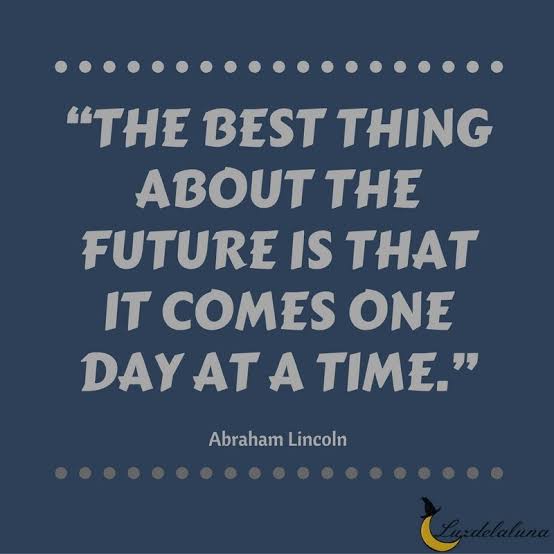 “THE BEST THING
ABOUT THE
FUTURE IS THAT
IT COMES ONE
DAY AT A TIME.”
Abraham Lincoln
Luzdelaluna